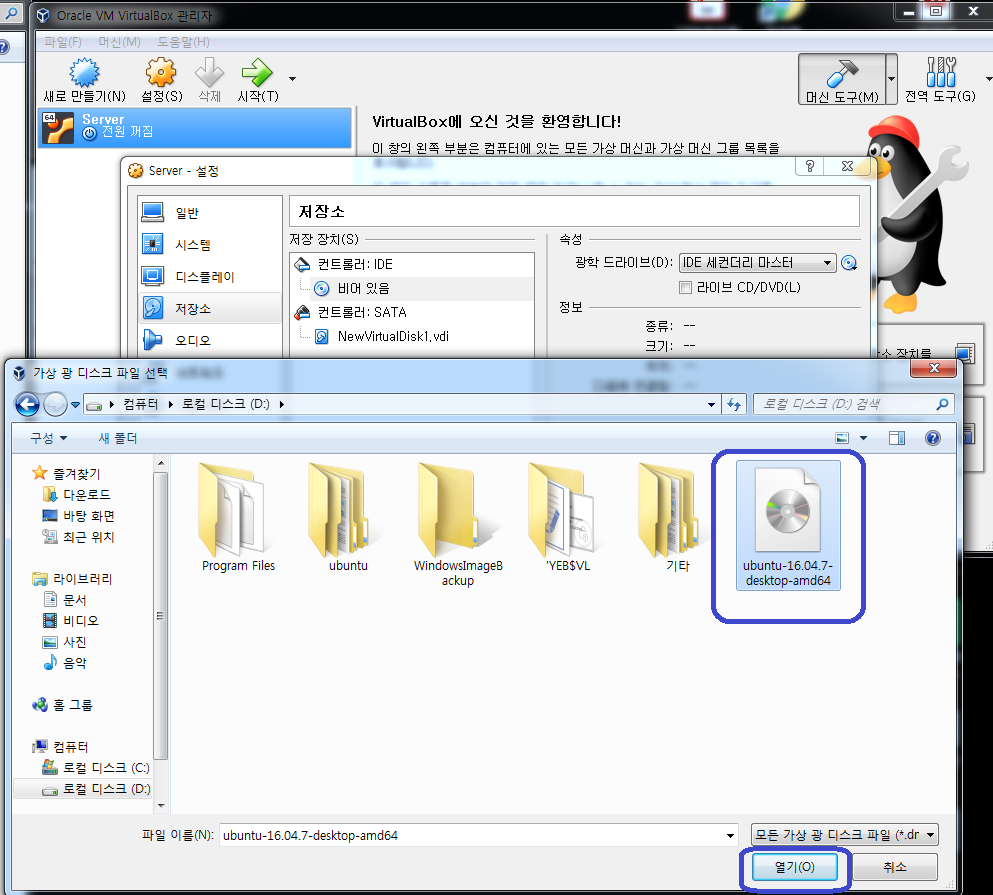 Oracle VM VirtualBox 관리자
파일(F) 머신(M) 도움말(H)
새로 만들기(N) 설정(S) 삭제 시작(T) 머신 도구(M) 전역 도구(G)
64 Server
전원 꺼짐
VirtualBox에 오신 것을 환영합니다!
이 창의 왼쪽 부분은 컴퓨터에 있는 모든 가상 머신과 가상 머신 그룹 목록을
Server - 설정
일반
시스템
디스플레이
저장소
오디오
저장소
저장 장치(S)
컨트롤러: IDE
비어 있음
컨트롤러: SATA
NewVirtualDisk1.vdi
속성
광학 드라이브(D): IDE 세컨더리 마스터
라이브 CD/DVD(L)
정보
종류: --
크기: --
장치를
가상 광 디스크 파일 선택
컴퓨터 로컬 디스크 (D:) 로컬 디스크 (D:) 검색
구성 새 폴더
즐겨찾기
다운로드
바탕 화면
최근 위치
라이브러리
문서
비디오
사진
음악
홈 그룹
컴퓨터
로컬 디스크 (C:)
로컬 디스크 (D:)
Program Files
ubuntu
WindowsImageB
ackup
'YEB$VL
기타
ubuntu-16.04.7-
desktop-amd64
파일 이름(N): ubuntu-16.04.7-desktop-amd64 모든 가상 광 디스크 파일 (*.dr
열기(O) 취소